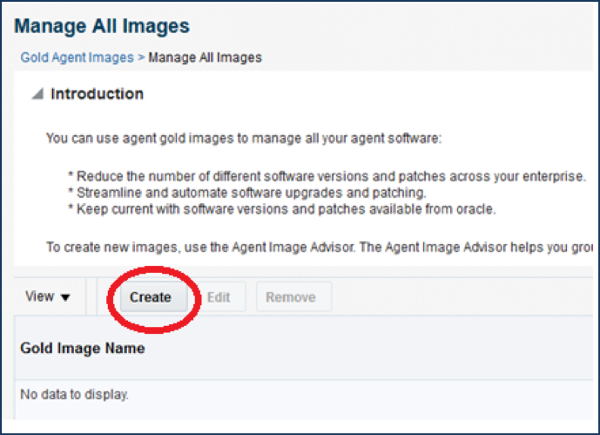 Manage All Images
Gold Agent Images > Manage All Images
Introduction
You can use agent gold images to manage all your agent software:
* Reduce the number of different software versions and patches across your enterprise.
* Streamline and automate software upgrades and patching.
* Keep current with software versions and patches available from oracle.
To create new images, use the Agent Image Advisor. The Agent Image Advisor helps you
View Create Edit Remove
Gold Image Name
No data to display.